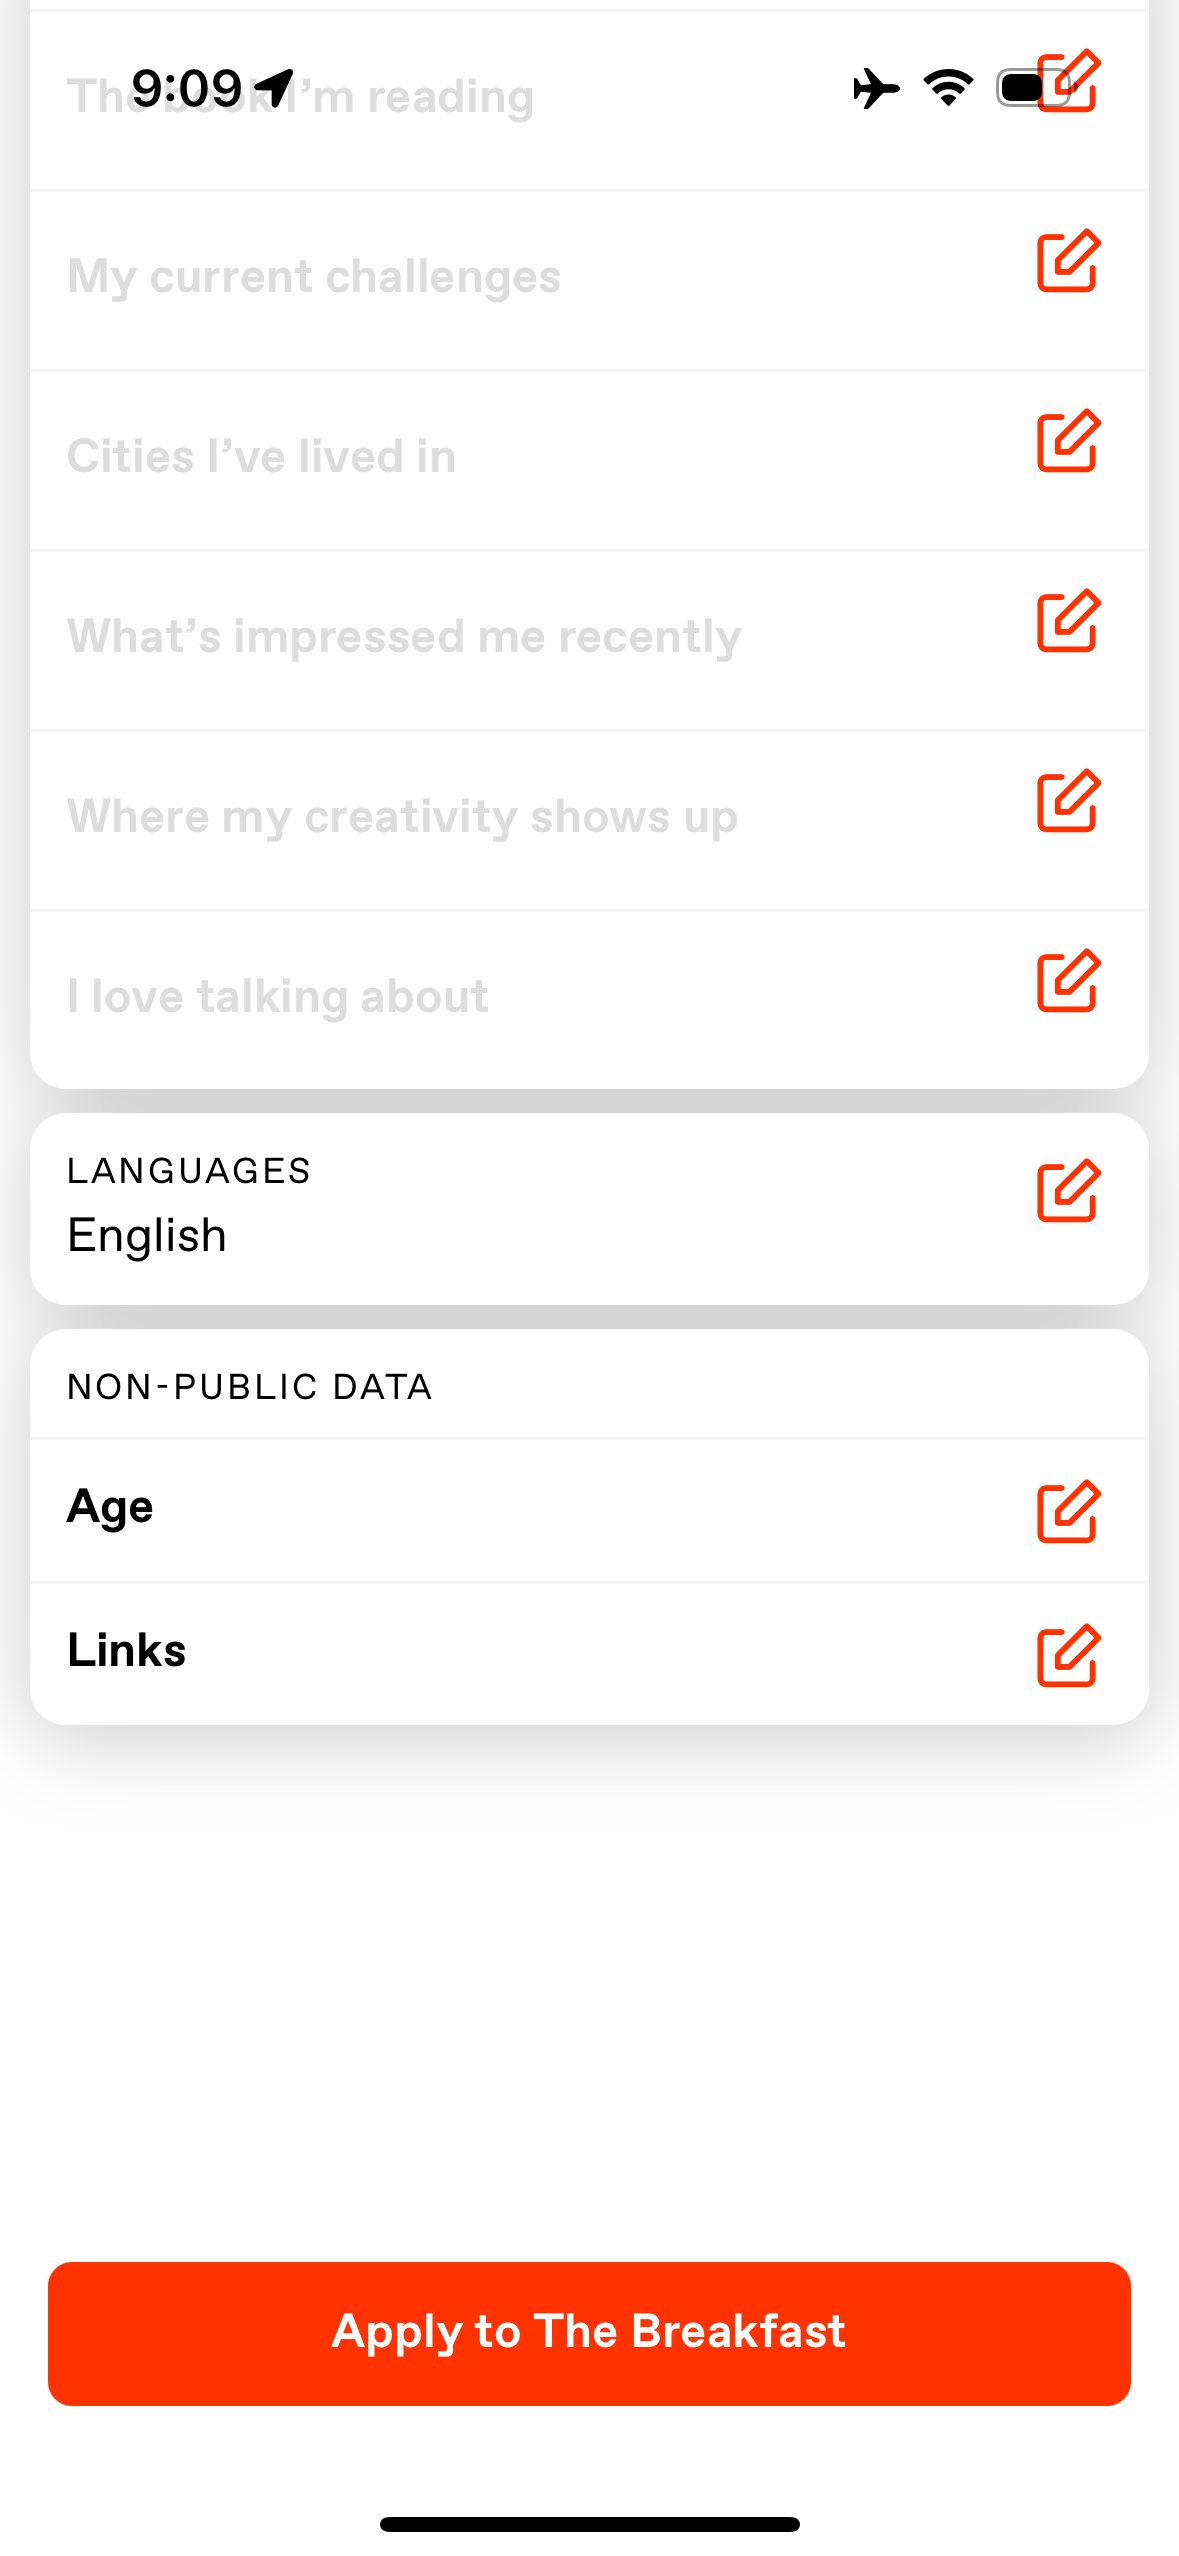 9:09
The book I’m reading
My current challenges
Cities I’ve lived in
What’s impressed me recently
Where my creativity shows up
I love talking about
LANGUAGES
English
NON-PUBLIC DATA
Age
Links
Apply to The Breakfast